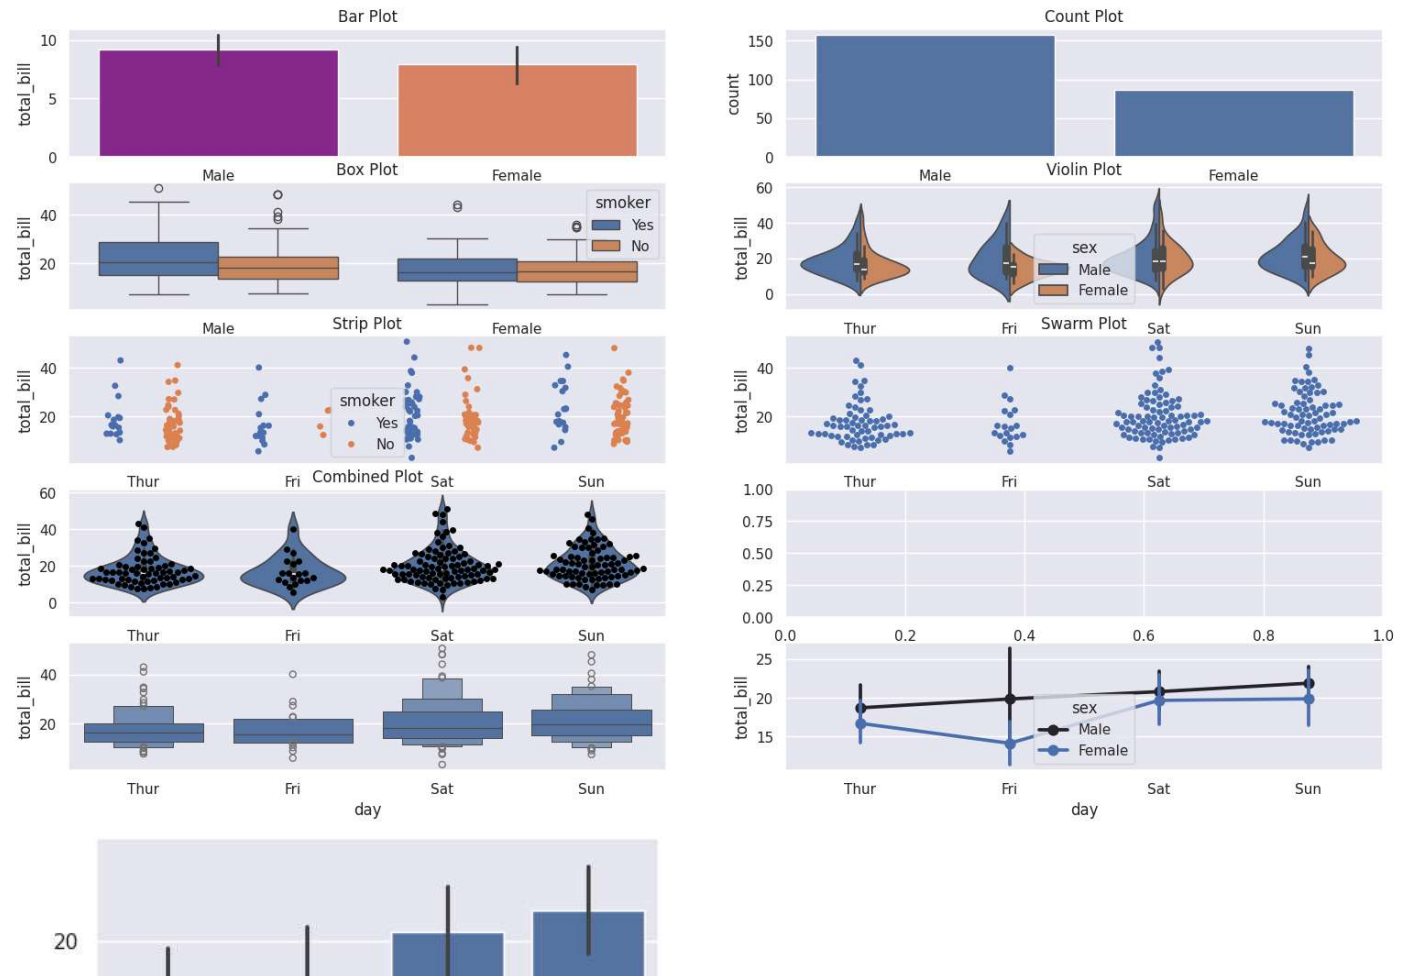 Bar Plot
10
5
0
total_bill
Male
Female
Count Plot
150
100
50
0
count
Male
Female
Box Plot
40
20
total_bill
smoker
Yes
No
Male
Female
Violin Plot
60
40
20
0
total_bill
sex
Male
Female
Thur
Fri
Sat
Sun
Strip Plot
40
20
total_bill
smoker
Yes
No
Thur
Fri
Sat
Sun
Swarm Plot
40
20
total_bill
Thur
Fri
Sat
Sun
Combined Plot
60
40
20
0
total_bill
Thur
Fri
Sat
Sun
1.00
0.75
0.50
0.25
0.00
0.0
0.2
0.4
0.6
0.8
1.0
40
20
total_bill
Thur
Fri
Sat
Sun
day
25
20
15
total_bill
sex
Male
Female
Thur
Fri
Sat
Sun
day
20